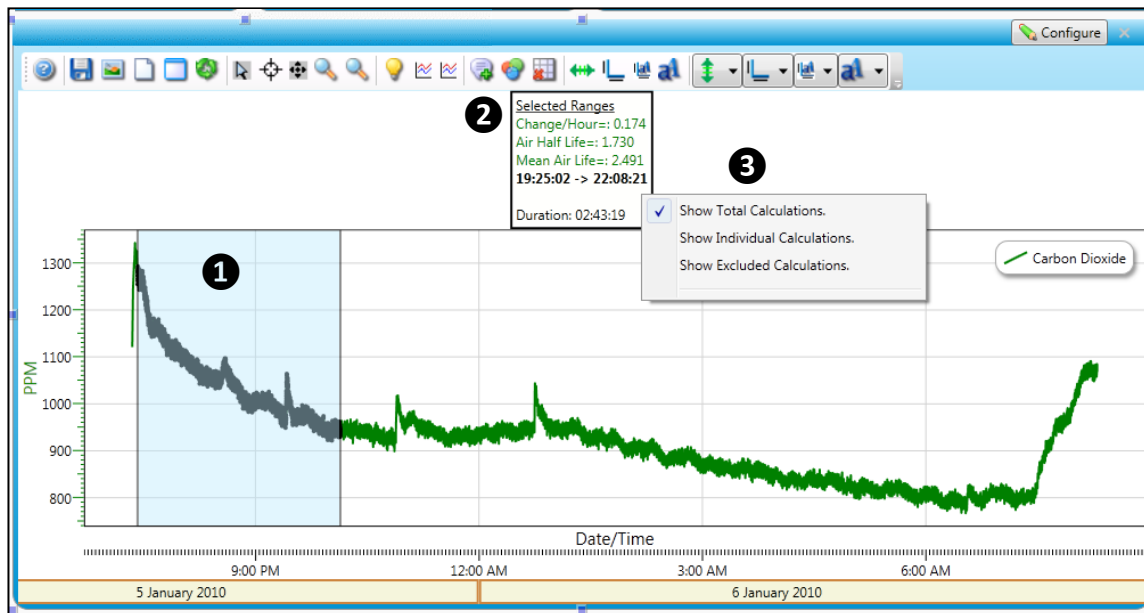 Configure
2
Selected Ranges
Change/Hour=: 0.174
Air Half Life=: 1.730
Mean Air Life=: 2.491
19:25:02 -> 22:08:21
Duration: 02:43:19
3
Show Total Calculations.
Show Individual Calculations.
Show Excluded Calculations.
1
Carbon Dioxide
1300
1200
1100
1000
900
800
PPM
Date/Time
9:00 PM
12:00 AM
3:00 AM
6:00 AM
5 January 2010
6 January 2010